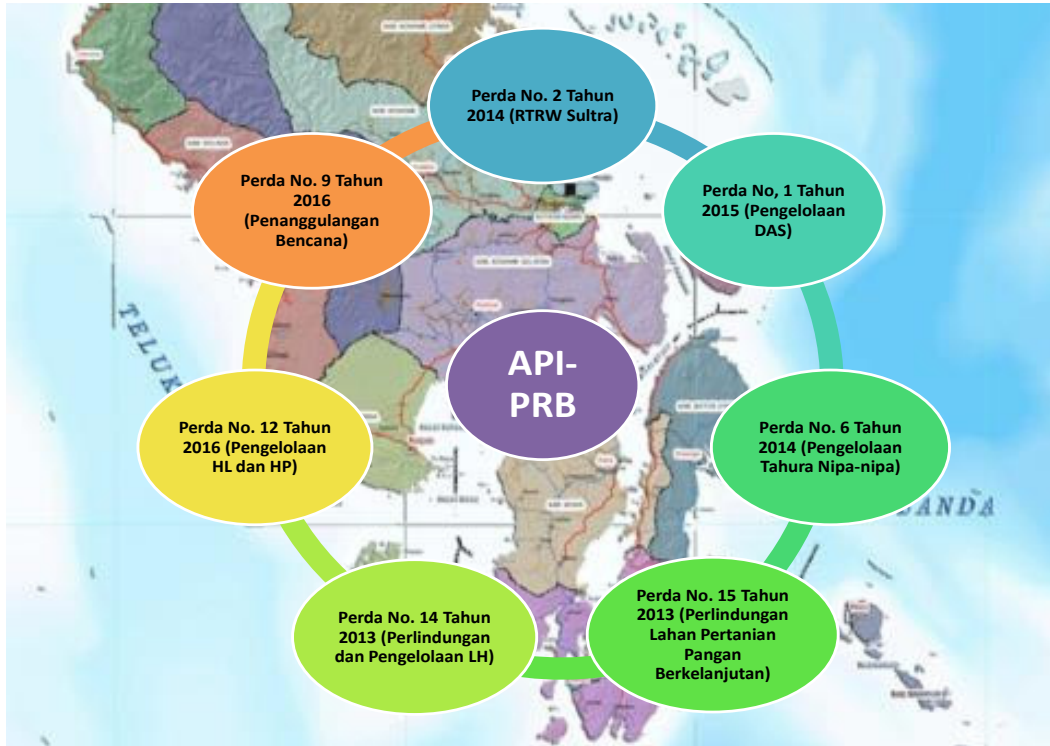 Perda No. 2 Tahun
2014 (RTRW Sultra)
Perda No, 1 Tahun
2015 (Pengelolaan
DAS)
Perda No. 6 Tahun
2014 (Pengelolaan
Tahura Nipa-nipa)
Perda No. 15 Tahun
2013 (Perlindungan
Lahan Pertanian
Pangan
Berkelanjutan)
Perda No. 14 Tahun
2013 (Perlindungan
dan Pengelolaan LH)
Perda No. 12 Tahun
2016 (Pengelolaan
HL dan HP)
Perda No. 9 Tahun
2016
(Penanggulangan
Bencana)
API-
PRB
TELUK
BANDA